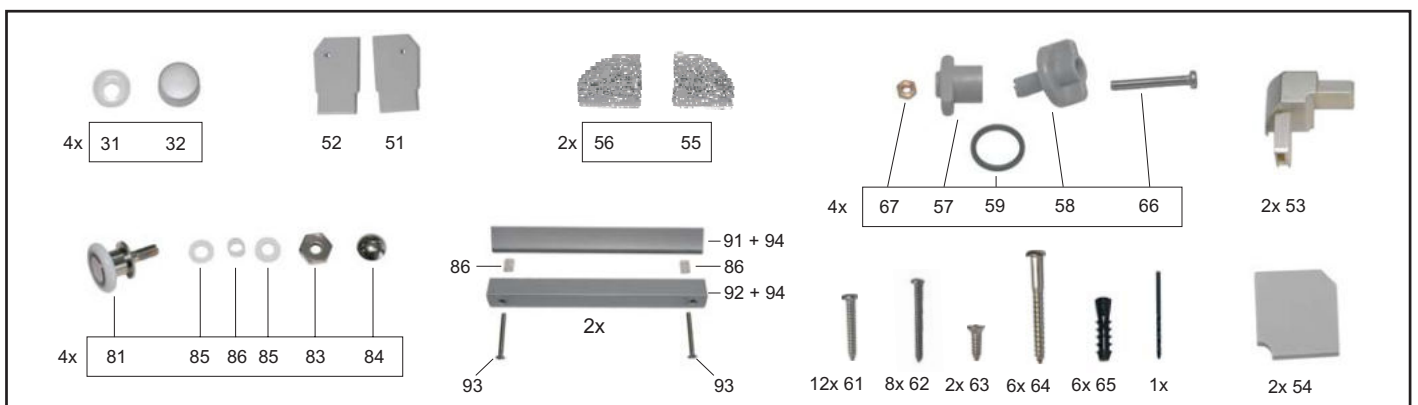 4x 31 32
52 51
2x 56 55
4x 67 57 59 58 66
2x 53
4x 81 85 86 85 83 84
91 + 94
86 86
92 + 94
2x
93 93
12x 61 8x 62 2x 63 6x 64 6x 65 1x
2x 54